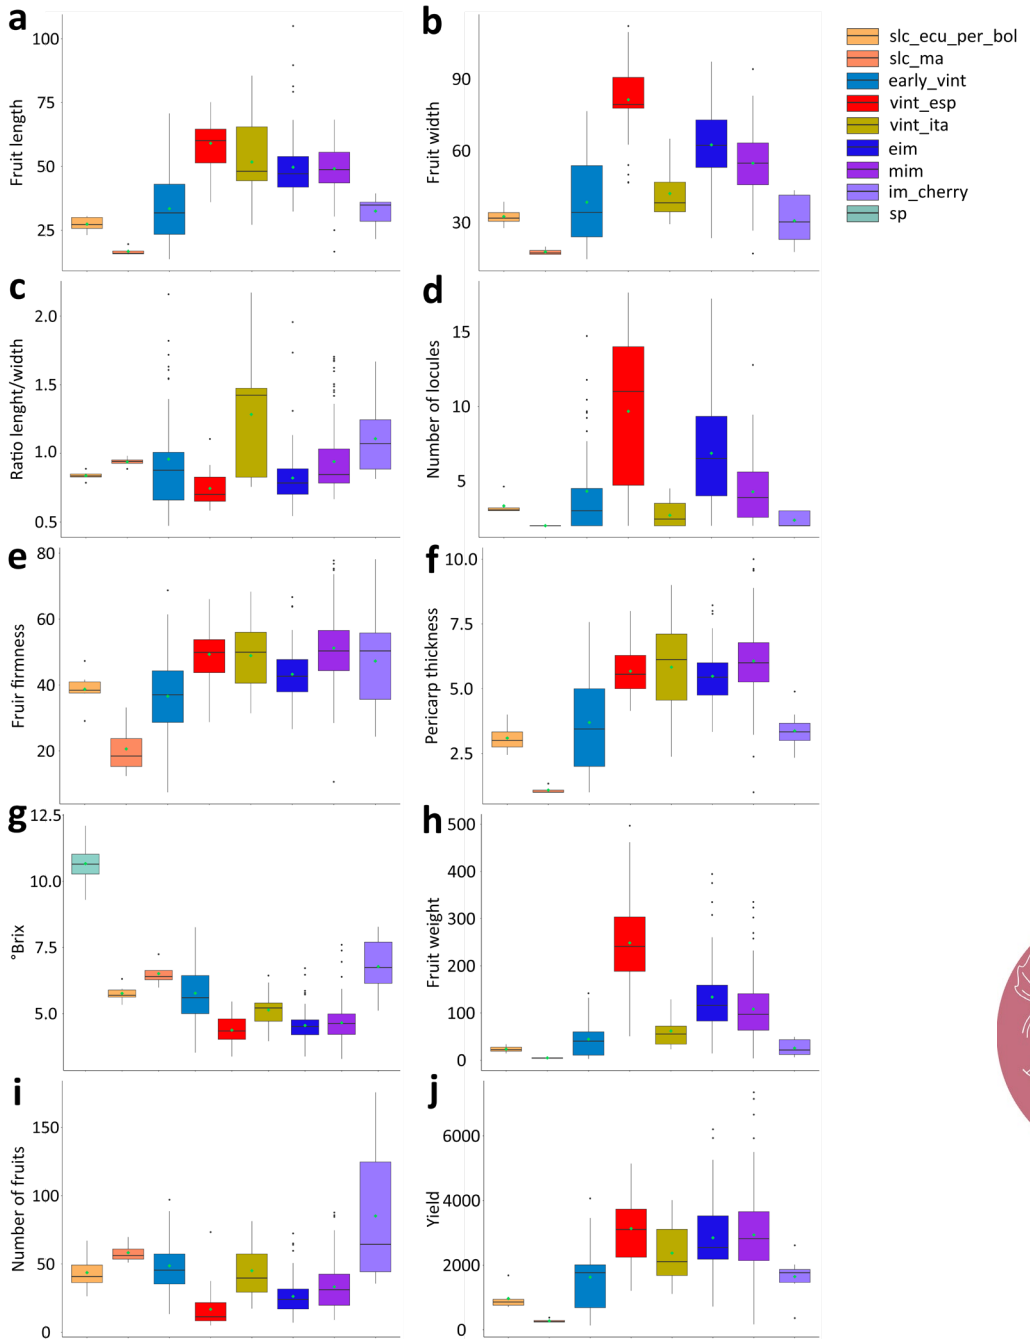 a
100
75
50
25
Fruit length
b
90
60
30
Fruit width
slc_ecu_per_bol
slc_ma
early_vint
vint_esp
vint_ita
eim
mim
im_cherry
sp
c
2.0
1.5
1.0
0.5
Ratio lenght/width
d
15
10
5
Number of locules
e
80
60
40
20
Fruir firmness
f
10.0
7.5
5.0
2.5
Pericarp thickness
g
12.5
10.0
7.5
5.0
°Brix
h
500
400
300
200
100
0
Fruit weight
i
150
100
50
0
Number of fruits
j
6000
4000
2000
0
Yield